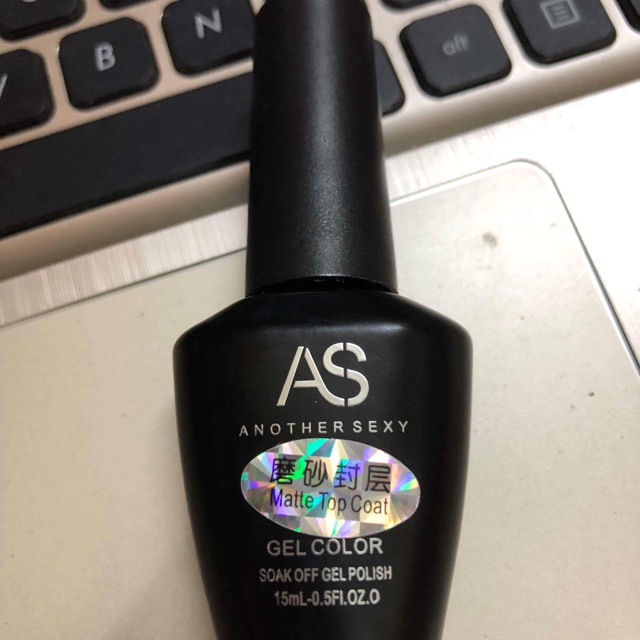 B
N
alt
AS
ANOTHER SEXY
磨砂封层
Matte Top Coat
GEL COLOR
SOAK OFF GEL POLISH
15mL-0.5Fl.OZ.O